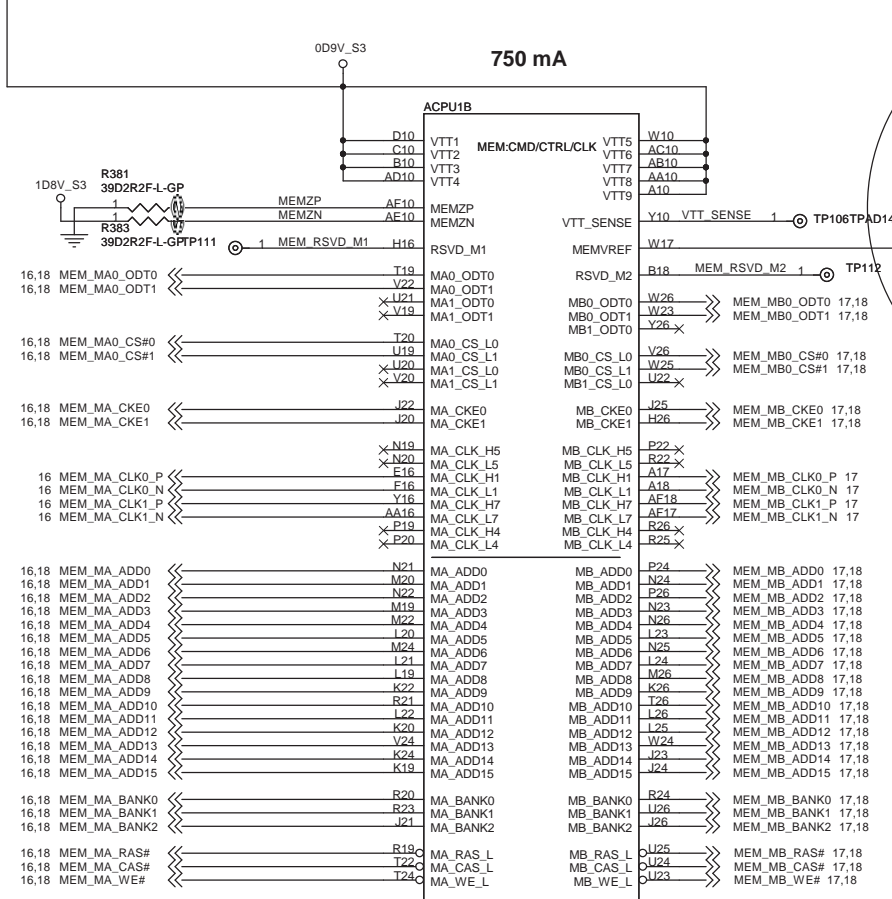 0D9V_S3
750 mA
ACPU1B
MEM:CMD/CTRL/CLK
D10 VTT1 VTT5 W10
C10 VTT2 VTT6 AC10
B10 VTT3 VTT7 AB10
AD10 VTT4 VTT8 AA10
VTT9 A10
R381
39D2R2F-L-GP
1D8V_S3
1 MEMZP AF10 MEMZP
1 MEMZN AE10 MEMZN VTT_SENSE Y10 VTT_SENSE 1 TP106TPAD14
R383
39D2R2F-L-GP
TP111 1 MEM_RSVD_M1 H16 RSVD_M1 MEMVREF W17
RSVD_M2 B18 MEM_RSVD_M2 1 TP112
16,18 MEM_MA0_ODT0 T19 MA0_ODT0 MB0_ODT0 W26 MEM_MB0_ODT0 17,18
16,18 MEM_MA0_ODT1 V22 MA0_ODT1 MB0_ODT1 W23 MEM_MB0_ODT1 17,18
U21 MA1_ODT0 MB1_ODT0 Y26
V19 MA1_ODT1
16,18 MEM_MA0_CS#0 T20 MA0_CS_L0 MB0_CS_L0 V26 MEM_MB0_CS#0 17,18
16,18 MEM_MA0_CS#1 U19 MA0_CS_L1 MB0_CS_L1 W25 MEM_MB0_CS#1 17,18
U20 MA1_CS_L0 MB1_CS_L0 U22
V20 MA1_CS_L1
16,18 MEM_MA_CKE0 J22 MA_CKE0 MB_CKE0 J25 MEM_MB_CKE0 17,18
16,18 MEM_MA_CKE1 J20 MA_CKE1 MB_CKE1 H26 MEM_MB_CKE1 17,18
N19 MA_CLK_H5 MB_CLK_H5 P22
N20 MA_CLK_L5 MB_CLK_L5 R22
16 MEM_MA_CLK0_P E16 MA_CLK_H1 MB_CLK_H1 A17 MEM_MB_CLK0_P 17
16 MEM_MA_CLK0_N F16 MA_CLK_L1 MB_CLK_L1 A18 MEM_MB_CLK0_N 17
16 MEM_MA_CLK1_P Y16 MA_CLK_H7 MB_CLK_H7 AF18 MEM_MB_CLK1_P 17
16 MEM_MA_CLK1_N AA16 MA_CLK_L7 MB_CLK_L7 AF17 MEM_MB_CLK1_N 17
P19 MA_CLK_H4 MB_CLK_H4 R26
P20 MA_CLK_L4 MB_CLK_L4 R25
16,18 MEM_MA_ADD0 N21 MA_ADD0 MB_ADD0 P24 MEM_MB_ADD0 17,18
16,18 MEM_MA_ADD1 M20 MA_ADD1 MB_ADD1 N24 MEM_MB_ADD1 17,18
16,18 MEM_MA_ADD2 N22 MA_ADD2 MB_ADD2 P26 MEM_MB_ADD2 17,18
16,18 MEM_MA_ADD3 M19 MA_ADD3 MB_ADD3 N23 MEM_MB_ADD3 17,18
16,18 MEM_MA_ADD4 M22 MA_ADD4 MB_ADD4 N26 MEM_MB_ADD4 17,18
16,18 MEM_MA_ADD5 L20 MA_ADD5 MB_ADD5 L23 MEM_MB_ADD5 17,18
16,18 MEM_MA_ADD6 M24 MA_ADD6 MB_ADD6 N25 MEM_MB_ADD6 17,18
16,18 MEM_MA_ADD7 L21 MA_ADD7 MB_ADD7 L24 MEM_MB_ADD7 17,18
16,18 MEM_MA_ADD8 L19 MA_ADD8 MB_ADD8 M26 MEM_MB_ADD8 17,18
16,18 MEM_MA_ADD9 K22 MA_ADD9 MB_ADD9 K26 MEM_MB_ADD9 17,18
16,18 MEM_MA_ADD10 R21 MA_ADD10 MB_ADD10 T26 MEM_MB_ADD10 17,18
16,18 MEM_MA_ADD11 L22 MA_ADD11 MB_ADD11 L26 MEM_MB_ADD11 17,18
16,18 MEM_MA_ADD12 K20 MA_ADD12 MB_ADD12 L25 MEM_MB_ADD12 17,18
16,18 MEM_MA_ADD13 V24 MA_ADD13 MB_ADD13 W24 MEM_MB_ADD13 17,18
16,18 MEM_MA_ADD14 K24 MA_ADD14 MB_ADD14 J23 MEM_MB_ADD14 17,18
16,18 MEM_MA_ADD15 K19 MA_ADD15 MB_ADD15 J24 MEM_MB_ADD15 17,18
16,18 MEM_MA_BANK0 R20 MA_BANK0 MB_BANK0 R24 MEM_MB_BANK0 17,18
16,18 MEM_MA_BANK1 R23 MA_BANK1 MB_BANK1 U26 MEM_MB_BANK1 17,18
16,18 MEM_MA_BANK2 J21 MA_BANK2 MB_BANK2 J26 MEM_MB_BANK2 17,18
16,18 MEM_MA_RAS# R19 MA_RAS_L MB_RAS_L U25 MEM_MB_RAS# 17,18
16,18 MEM_MA_CAS# T22 MA_CAS_L MB_CAS_L U24 MEM_MB_CAS# 17,18
16,18 MEM_MA_WE# T24 MA_WE_L MB_WE_L U23 MEM_MB_WE# 17,18